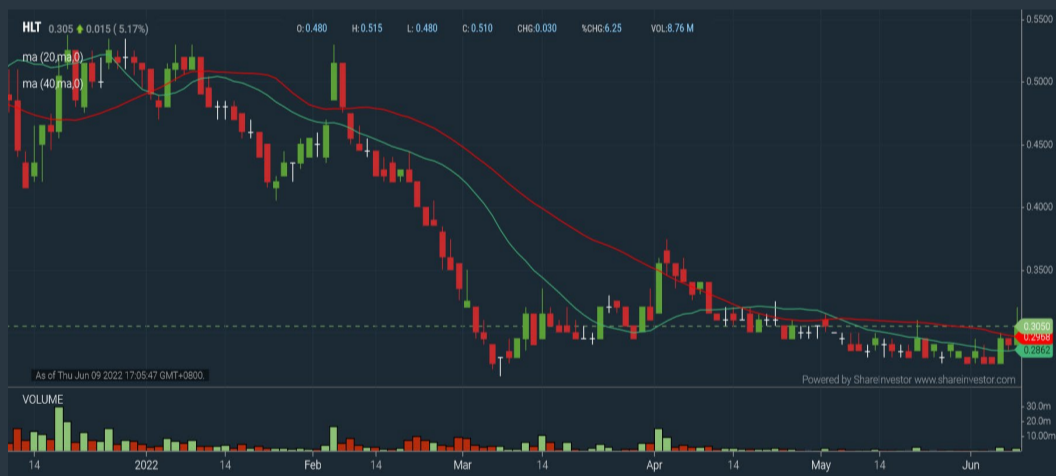 HLT 0.305 0.015 ( 5.17%) O: 0.480 H: 0.515 L: 0.480 C: 0.510 CHG:0.030 %CHG:6.25 VOL:8.76 M
ma (20,ma,0)
ma (40,ma,0)
0.5500
0.5000
0.4500
0.4000
0.3500
0.3050
0.2968
0.2862
As of Thu Jun 09 2022 17:05:47 GMT+0800.
Powered by ShareInvestor www.shareinvestor.com
VOLUME
30.0m
20.0m
10.00m
14 2022 14 Feb 14 Mar 14 Apr 14 May 14 Jun